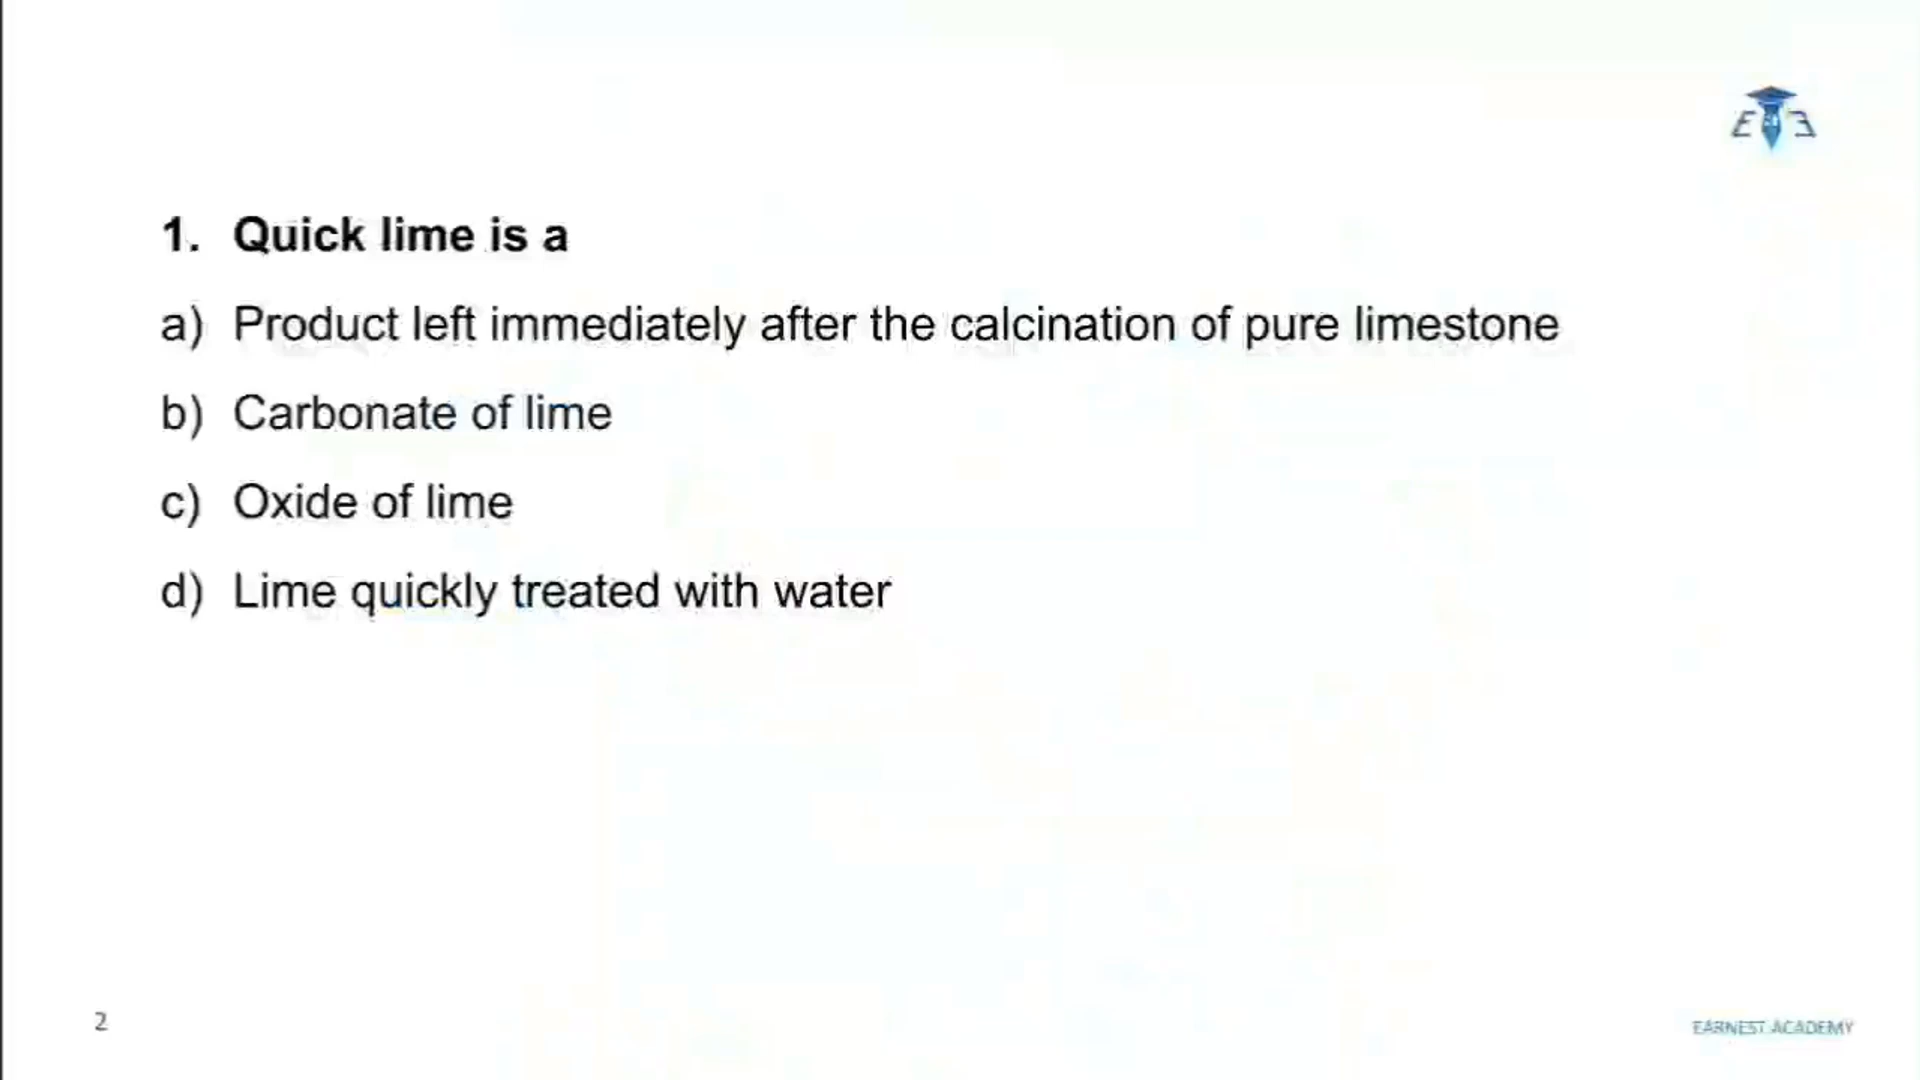 1. Quick lime is a
a) Product left immediately after the calcination of pure limestone
b) Carbonate of lime
c) Oxide of lime
d) Lime quickly treated with water
2
EARNEST ACADEMY